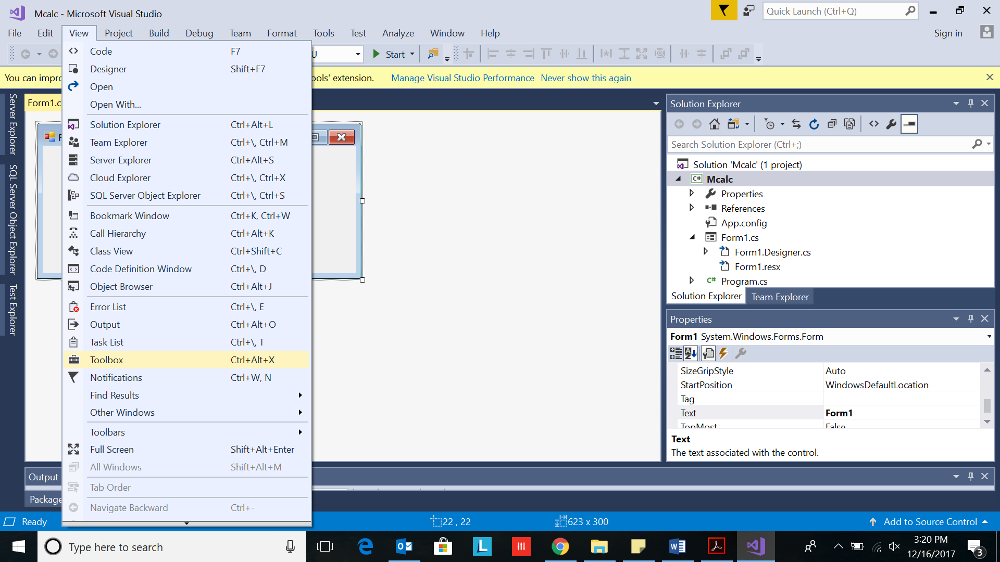 Mcalc - Microsoft Visual Studio
Quick Launch (Ctrl+Q)
File Edit View Project Build Debug Team Format Tools Test Analyze Window Help
Sign in
U Start
You can impro
ools' extension. Manage Visual Studio Performance Never show this again
Code F7
Designer Shift+F7
Open
Open With...
Solution Explorer Ctrl+Alt+L
Team Explorer Ctrl+\, Ctrl+M
Server Explorer Ctrl+Alt+S
Cloud Explorer Ctrl+\, Ctrl+X
SQL Server Object Explorer Ctrl+\, Ctrl+S
Bookmark Window Ctrl+K, Ctrl+W
Call Hierarchy Ctrl+Alt+K
Class View Ctrl+Shift+C
Code Definition Window Ctrl+\, D
Object Browser Ctrl+Alt+J
Error List Ctrl+\, E
Output Ctrl+Alt+O
Task List Ctrl+\, T
Toolbox Ctrl+Alt+X
Notifications Ctrl+W, N
Find Results
Other Windows
Toolbars
Full Screen Shift+Alt+Enter
All Windows Shift+Alt+M
Tab Order
Navigate Backward Ctrl+-
Server Explorer
SQL Server Object Explorer
Test Explorer
Form1.c
Solution Explorer
Search Solution Explorer (Ctrl+;)
Solution 'Mcalc' (1 project)
C# Mcalc
Properties
References
App.config
Form1.cs
Form1.Designer.cs
Form1.resx
C# Program.cs
Solution Explorer Team Explorer
Properties
Form1 System.Windows.Forms.Form
SizeGripStyle Auto
StartPosition WindowsDefaultLocation
Tag
Text Form1
TopMost False
Text
The text associated with the control.
Output
Package
Ready
22 , 22
623 x 300
Add to Source Control
Type here to search
3:20 PM
12/16/2017
3